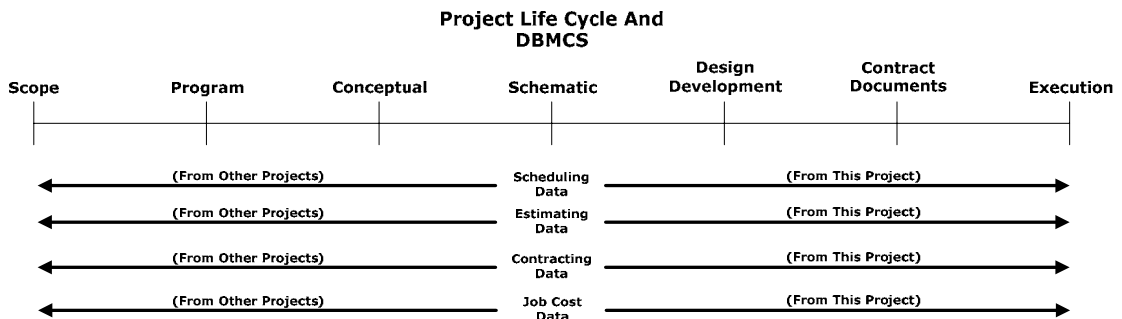 Project Life Cycle And
DBMCS
Scope
Program
Conceptual
Schematic
Design
Development
Contract
Documents
Execution
(From Other Projects)
Scheduling
Data
(From This Project)
(From Other Projects)
Estimating
Data
(From This Project)
(From Other Projects)
Contracting
Data
(From This Project)
(From Other Projects)
Job Cost
Data
(From This Project)